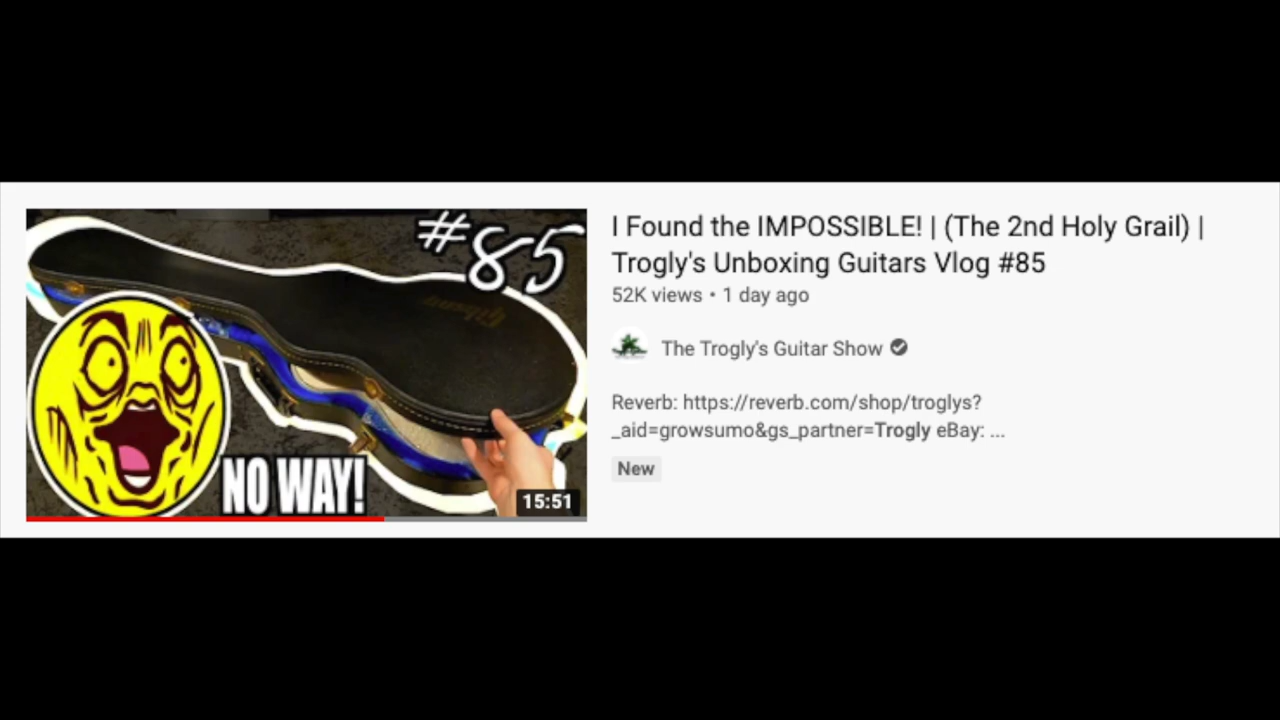 #85
Gibson
NO WAY!
15:51
I Found the IMPOSSIBLE! | (The 2nd Holy Grail) |
Trogly's Unboxing Guitars Vlog #85
52K views • 1 day ago
The Trogly's Guitar Show
Reverb: https://reverb.com/shop/troglys?
_aid=growsumo&gs_partner=Trogly eBay: ...
New